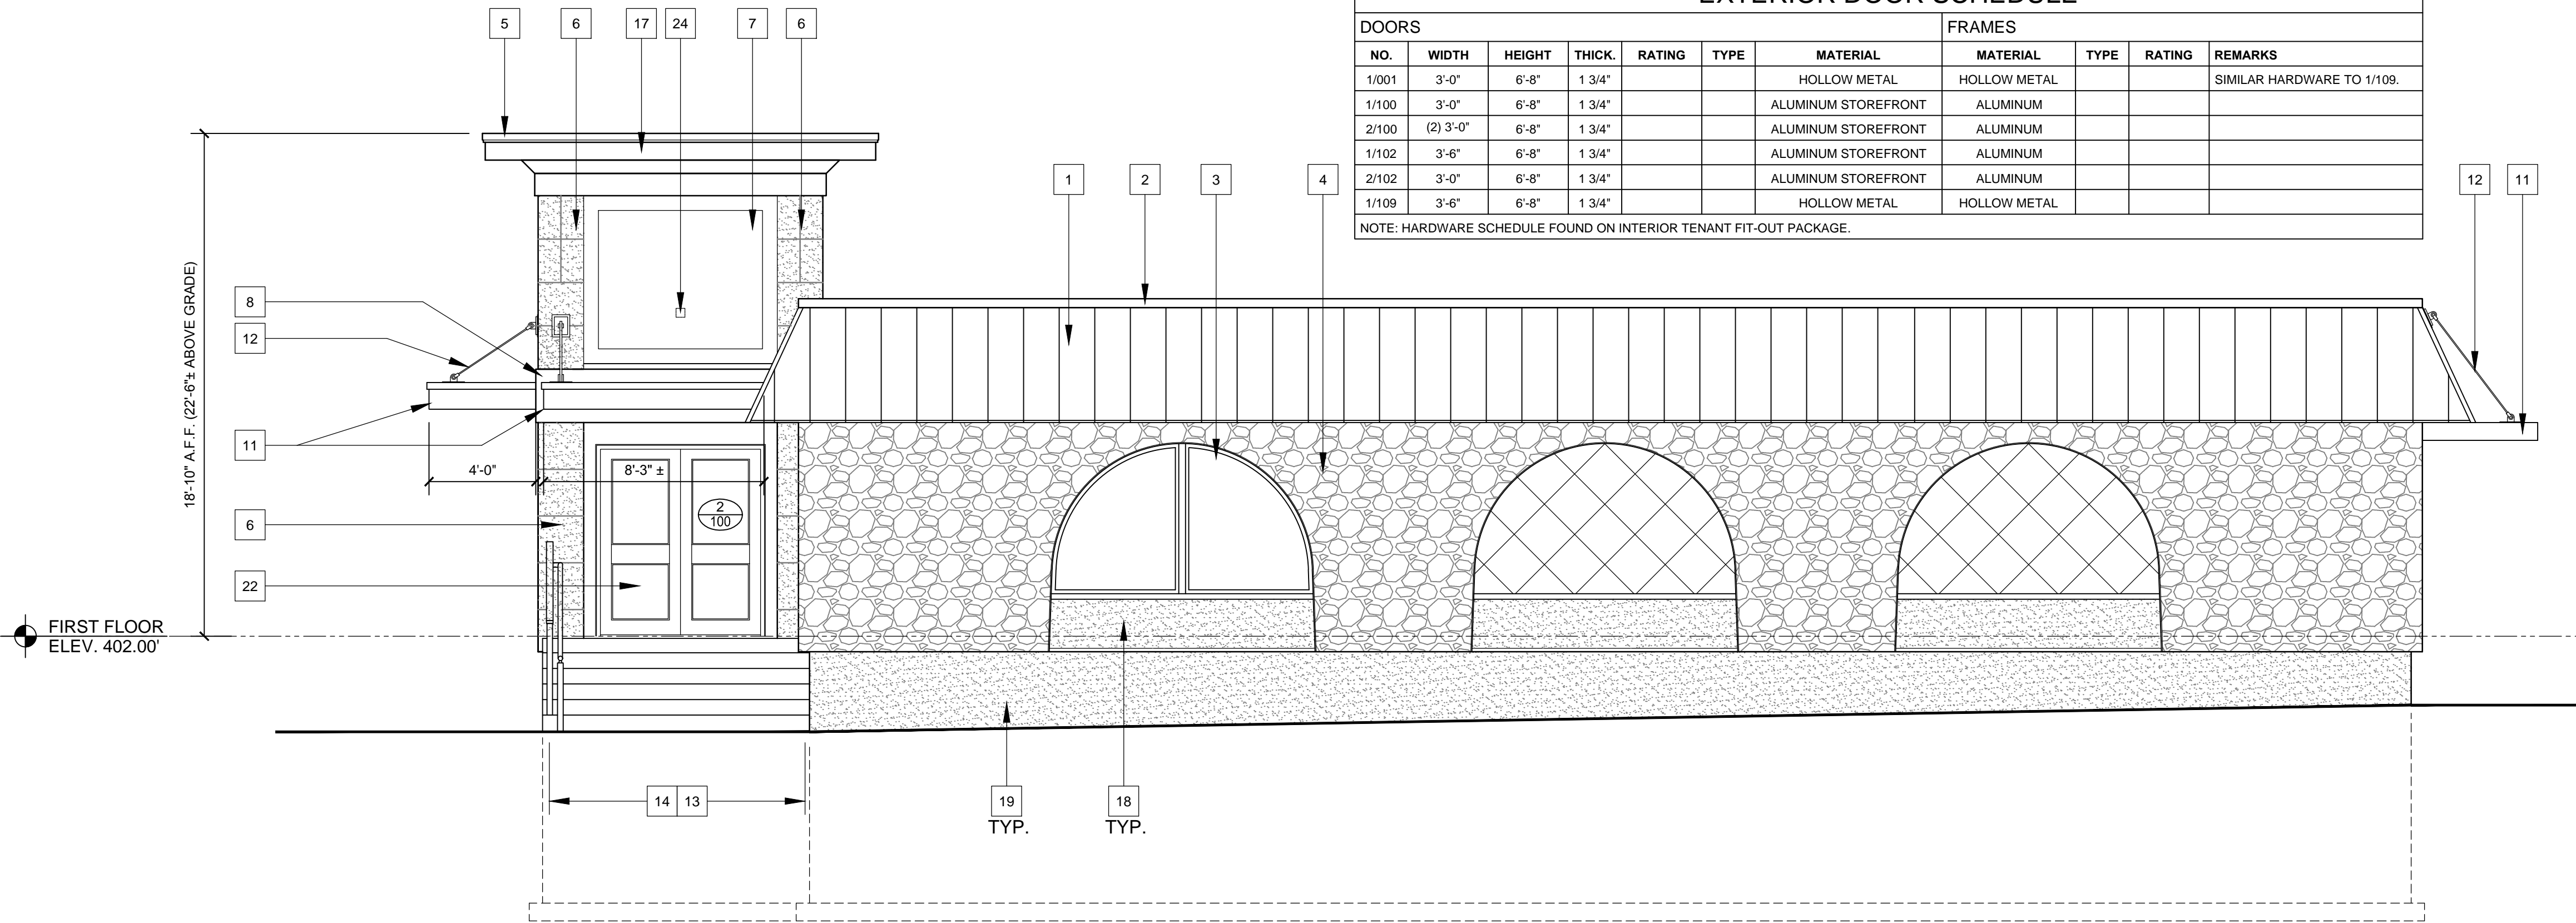 EXTERIOR DOOR SCHEDULE
DOORS FRAMES
NO. WIDTH HEIGHT THICK. RATING TYPE MATERIAL MATERIAL TYPE RATING REMARKS
1/001 3'-0" 6'-8" 1 3/4" HOLLOW METAL HOLLOW METAL SIMILAR HARDWARE TO 1/109.
1/100 3'-0" 6'-8" 1 3/4" ALUMINUM STOREFRONT ALUMINUM
2/100 (2) 3'-0" 6'-8" 1 3/4" ALUMINUM STOREFRONT ALUMINUM
1/102 3'-6" 6'-8" 1 3/4" ALUMINUM STOREFRONT ALUMINUM
2/102 3'-0" 6'-8" 1 3/4" ALUMINUM STOREFRONT ALUMINUM
1/109 3'-6" 6'-8" 1 3/4" HOLLOW METAL HOLLOW METAL
NOTE: HARDWARE SCHEDULE FOUND ON INTERIOR TENANT FIT-OUT PACKAGE.
5 6 17 24 7 6
1 2 3 4 12 11
18'-10" A.F.F. (22'-6"± ABOVE GRADE)
8
12
11
4'-0" 8'-3" ±
2
100
6
22
FIRST FLOOR
ELEV. 402.00'
14 13
19
TYP.
18
TYP.